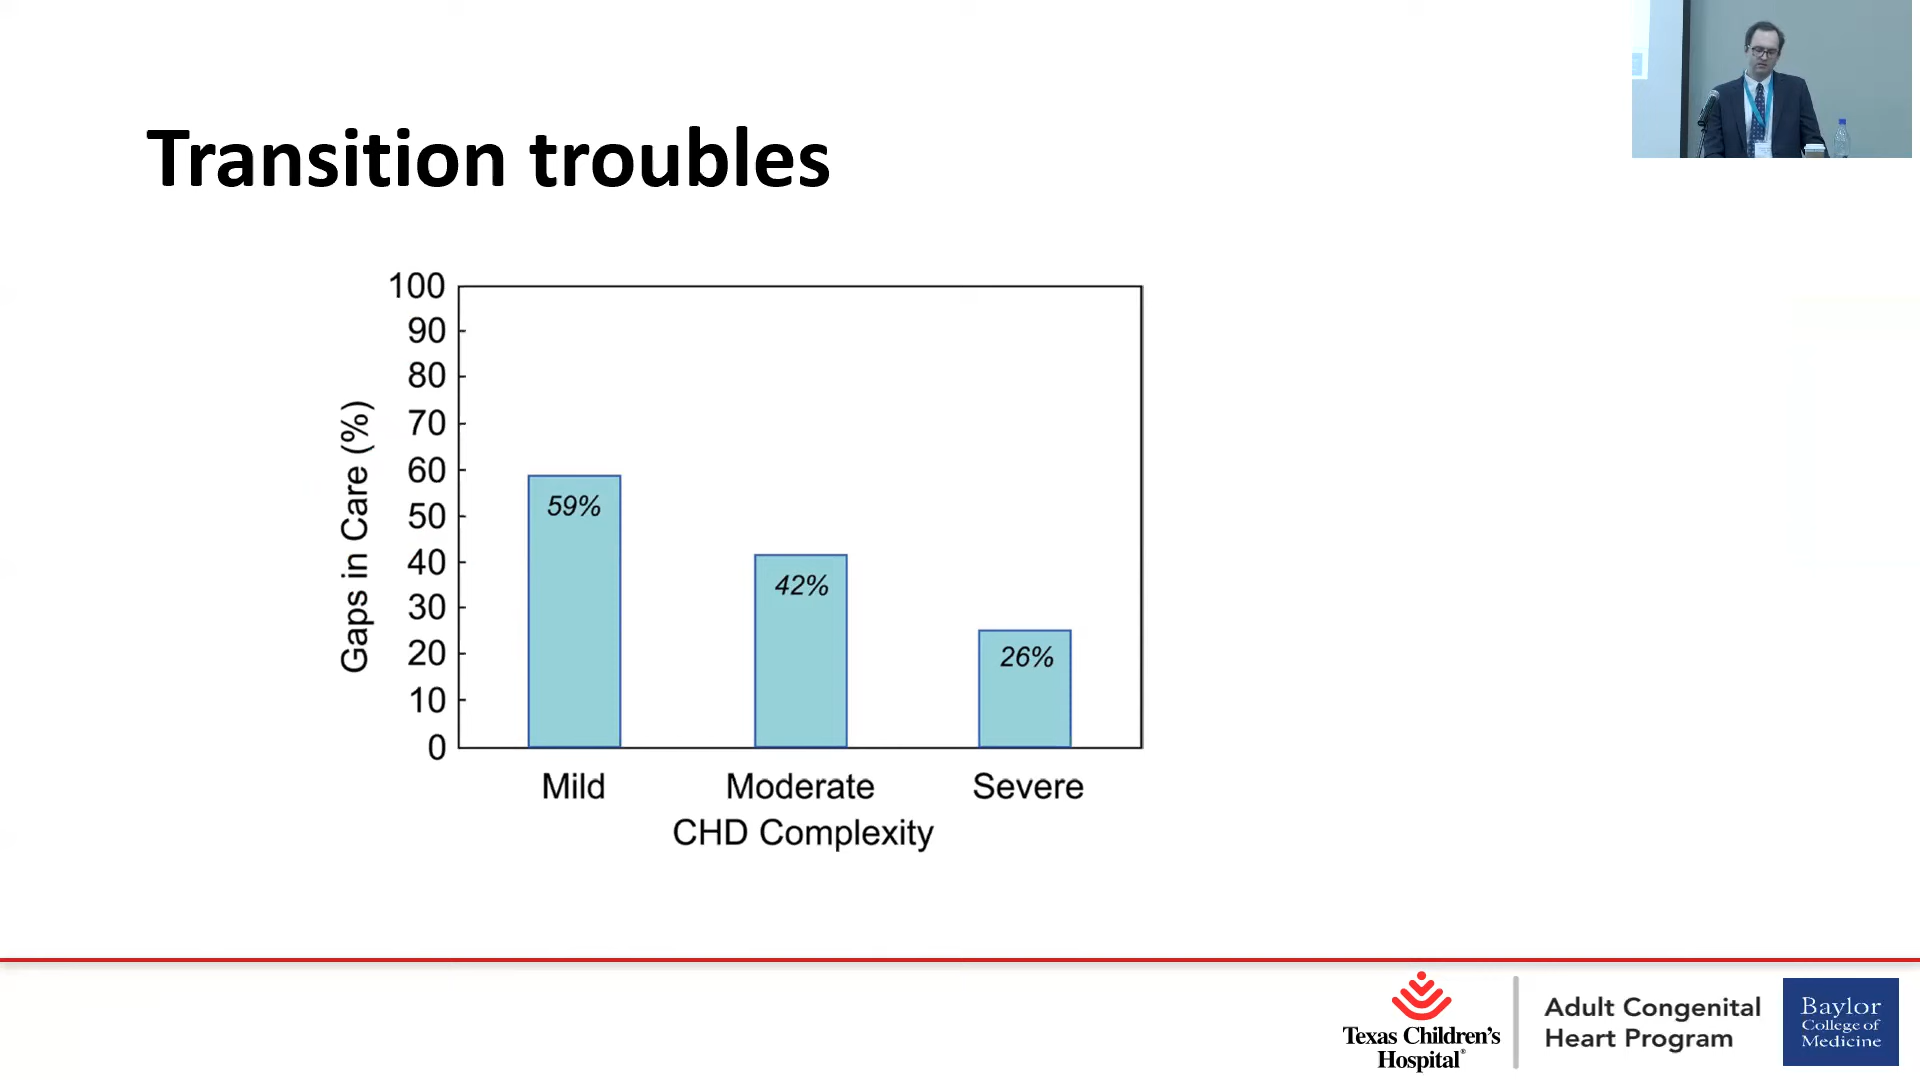 Transition troubles
100
90
80
70
60
50
40
30
20
10
0
Gaps in Care (%)
59%
42%
26%
Mild Moderate Severe
CHD Complexity
Texas Children's
Hospital®
Adult Congenital
Heart Program
Baylor
College of
Medicine